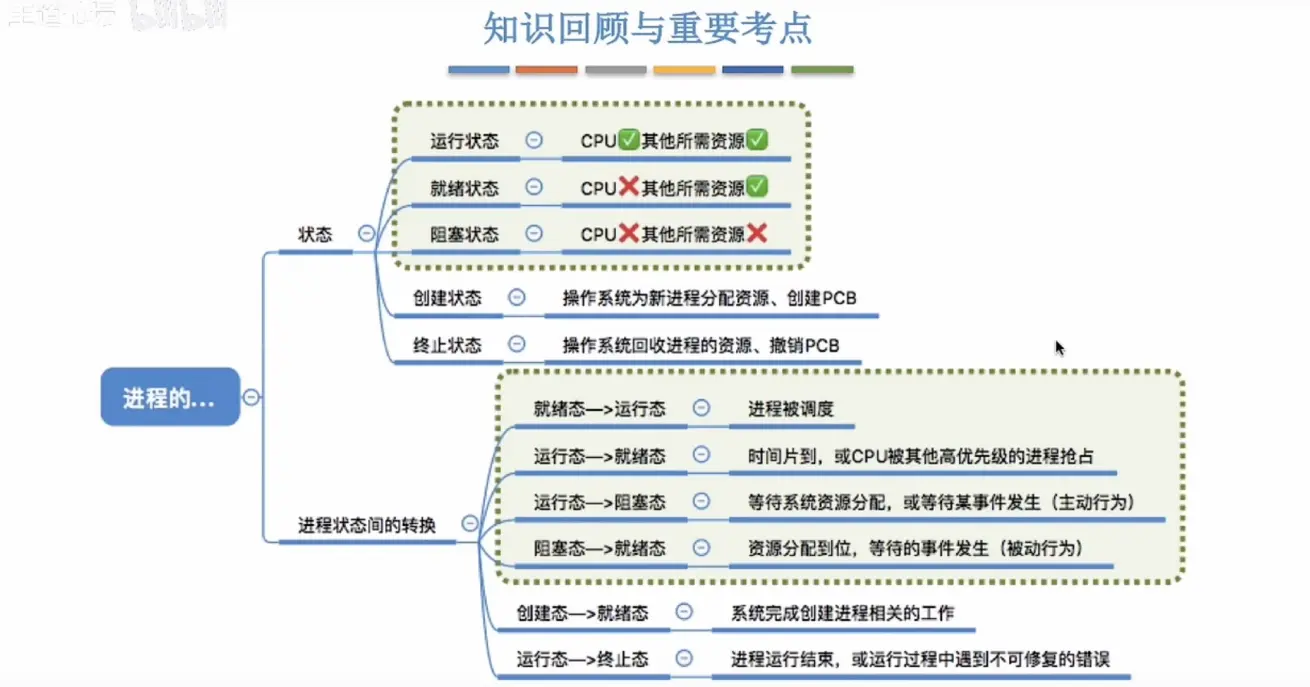 知识回顾与重要考点
运行状态
CPU✅其他所需资源✅
就绪状态
CPU❌其他所需资源✅
状态
阻塞状态
CPU❌其他所需资源❌
创建状态
操作系统为新进程分配资源、创建PCB
终止状态
操作系统回收进程的资源、撤销PCB
进程的...
就绪态—>运行态
进程被调度
运行态—>就绪态
时间片到，或CPU被其他高优先级的进程抢占
运行态—>阻塞态
等待系统资源分配，或等待某事件发生（主动行为）
进程状态间的转换
阻塞态—>就绪态
资源分配到位，等待的事件发生（被动行为）
创建态—>就绪态
系统完成创建进程相关的工作
运行态—>终止态
进程运行结束，或运行过程中遇到不可修复的错误